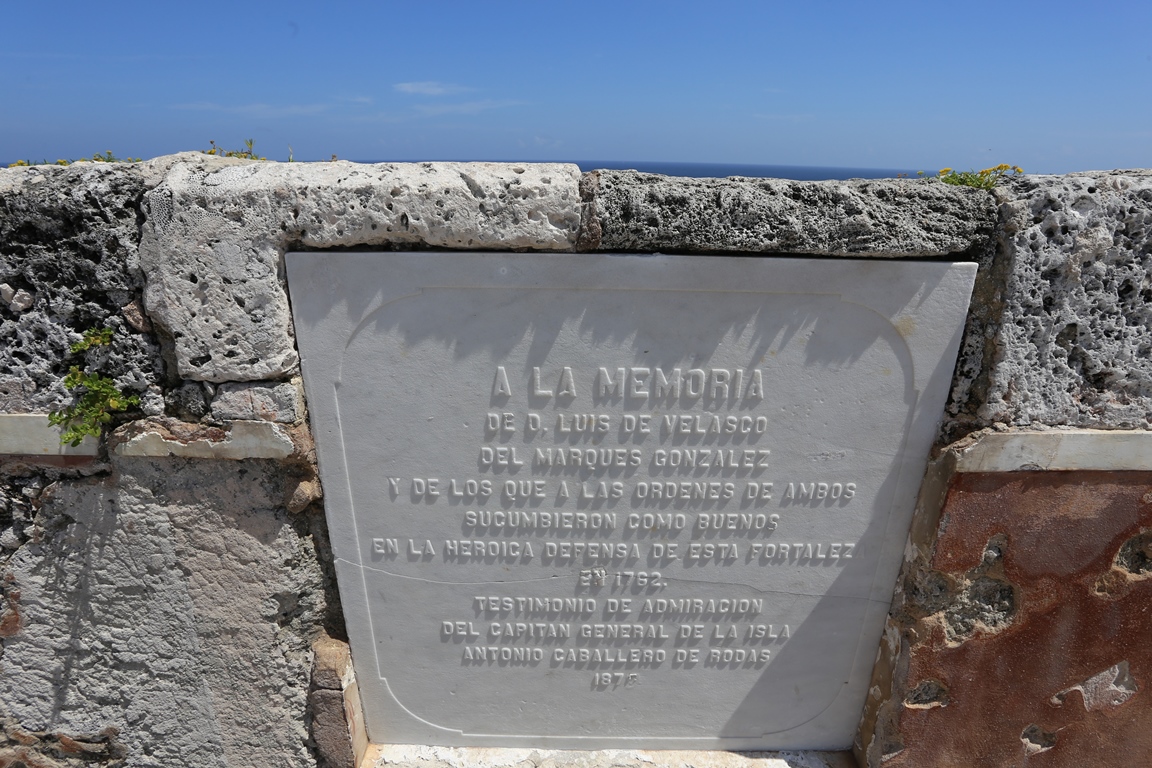 A LA MEMORIA
DE D. LUIS DE VELASCO
DEL MARQUES GONZALEZ
Y DE LOS QUE A LAS ORDENES DE AMBOS
SUCUMBIERON COMO BUENOS
EN LA HEROICA DEFENSA DE ESTA FORTALEZ
EN 1762.
TESTIMONIO DE ADMIRACION
DEL CAPITAN GENERAL DE LA ISLA
ANTONIO CABALLERO DE RODAS